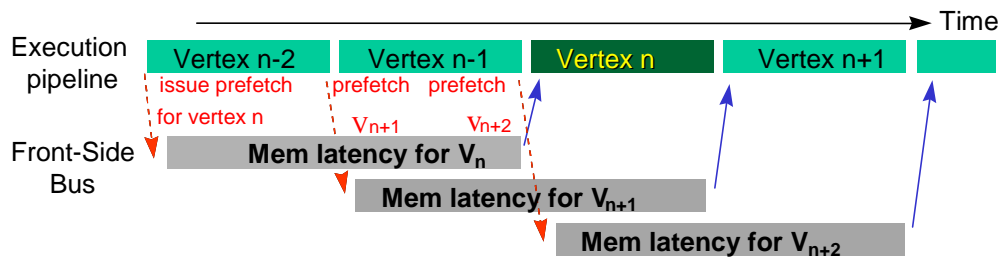 Time
Execution pipeline
Vertex n-2
Vertex n-1
Vertex n
Vertex n+1
issue prefetch
for vertex n
prefetch
Vn+1
prefetch
Vn+2
Front-Side
Bus
Mem latency for Vn
Mem latency for Vn+1
Mem latency for Vn+2